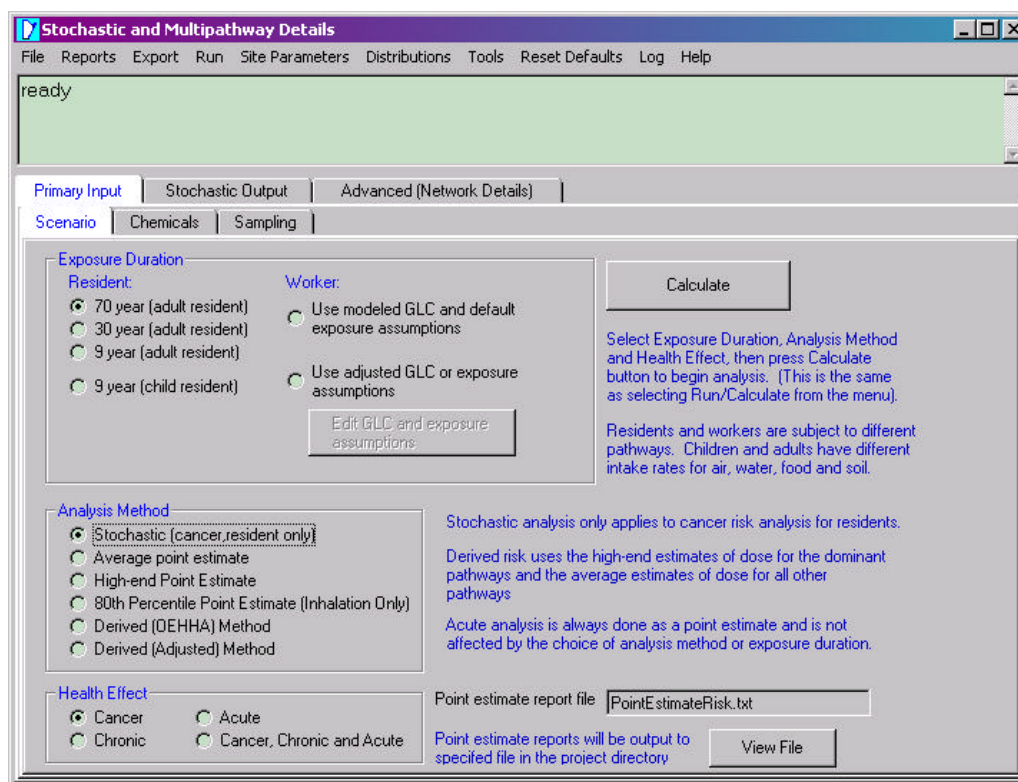 Stochastic and Multipathway Details
File Reports Export Run Site Parameters Distributions Tools Reset Defaults Log Help
ready
Primary Input Stochastic Output Advanced (Network Details)
Scenario Chemicals Sampling
Exposure Duration
Resident:
70 year (adult resident)
30 year (adult resident)
9 year (adult resident)
9 year (child resident)
Worker:
Use modeled GLC and default
exposure assumptions
Use adjusted GLC or exposure
assumptions
Edit GLC and exposure
assumptions
Calculate
Select Exposure Duration, Analysis Method
and Health Effect, then press Calculate
button to begin analysis. (This is the same
as selecting Run/Calculate from the menu).
Residents and workers are subject to different
pathways. Children and adults have different
intake rates for air, water, food and soil.
Analysis Method
Stochastic (cancer,resident only)
Average point estimate
High-end Point Estimate
80th Percentile Point Estimate (Inhalation Only)
Derived (OEHHA) Method
Derived (Adjusted) Method
Stochastic analysis only applies to cancer risk analysis for residents.
Derived risk uses the high-end estimates of dose for the dominant
pathways and the average estimates of dose for all other
pathways
Acute analysis is always done as a point estimate and is not
affected by the choice of analysis method or exposure duration.
Health Effect
Cancer Acute
Chronic Cancer, Chronic and Acute
Point estimate report file PointEstimateRisk.txt
Point estimate reports will be output to
specifed file in the project directory
View File